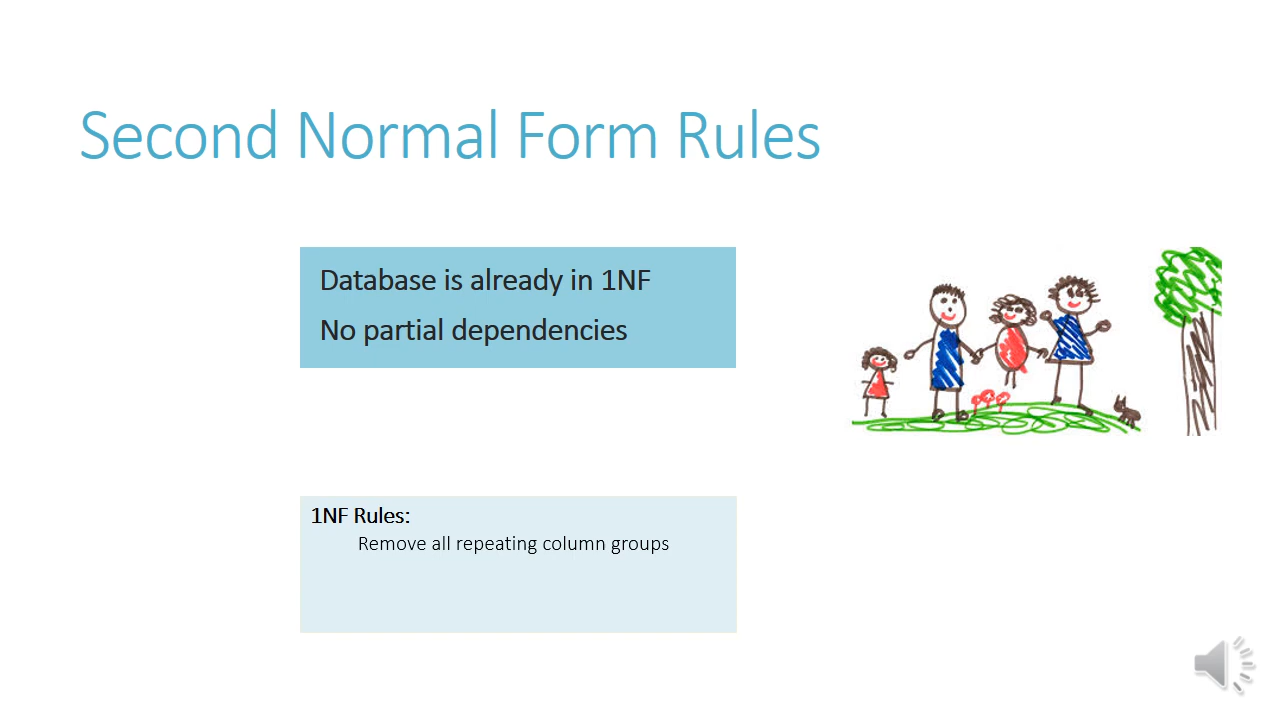 Second Normal Form Rules
Database is already in 1NF
No partial dependencies
1NF Rules:
Remove all repeating column groups